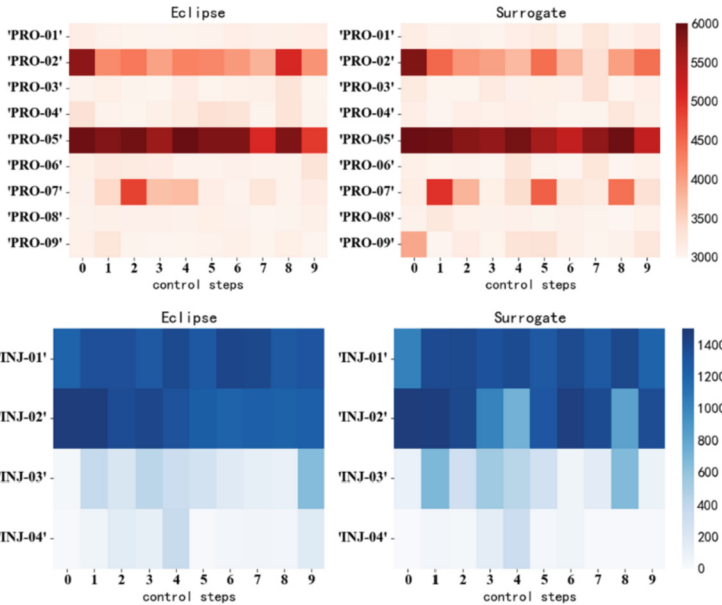 Eclipse
Surrogate
'PRO-01'
'PRO-02'
'PRO-03'
'PRO-04'
'PRO-05'
'PRO-06'
'PRO-07'
'PRO-08'
'PRO-09'
0 1 2 3 4 5 6 7 8 9
control steps
'PRO-01'
'PRO-02'
'PRO-03'
'PRO-04'
'PRO-05'
'PRO-06'
'PRO-07'
'PRO-08'
'PRO-09'
0 1 2 3 4 5 6 7 8 9
control steps
6000
5500
5000
4500
4000
3500
3000
Eclipse
Surrogate
'INJ-01'
'INJ-02'
'INJ-03'
'INJ-04'
0 1 2 3 4 5 6 7 8 9
control steps
'INJ-01'
'INJ-02'
'INJ-03'
'INJ-04'
0 1 2 3 4 5 6 7 8 9
control steps
1400
1200
1000
800
600
400
200
0